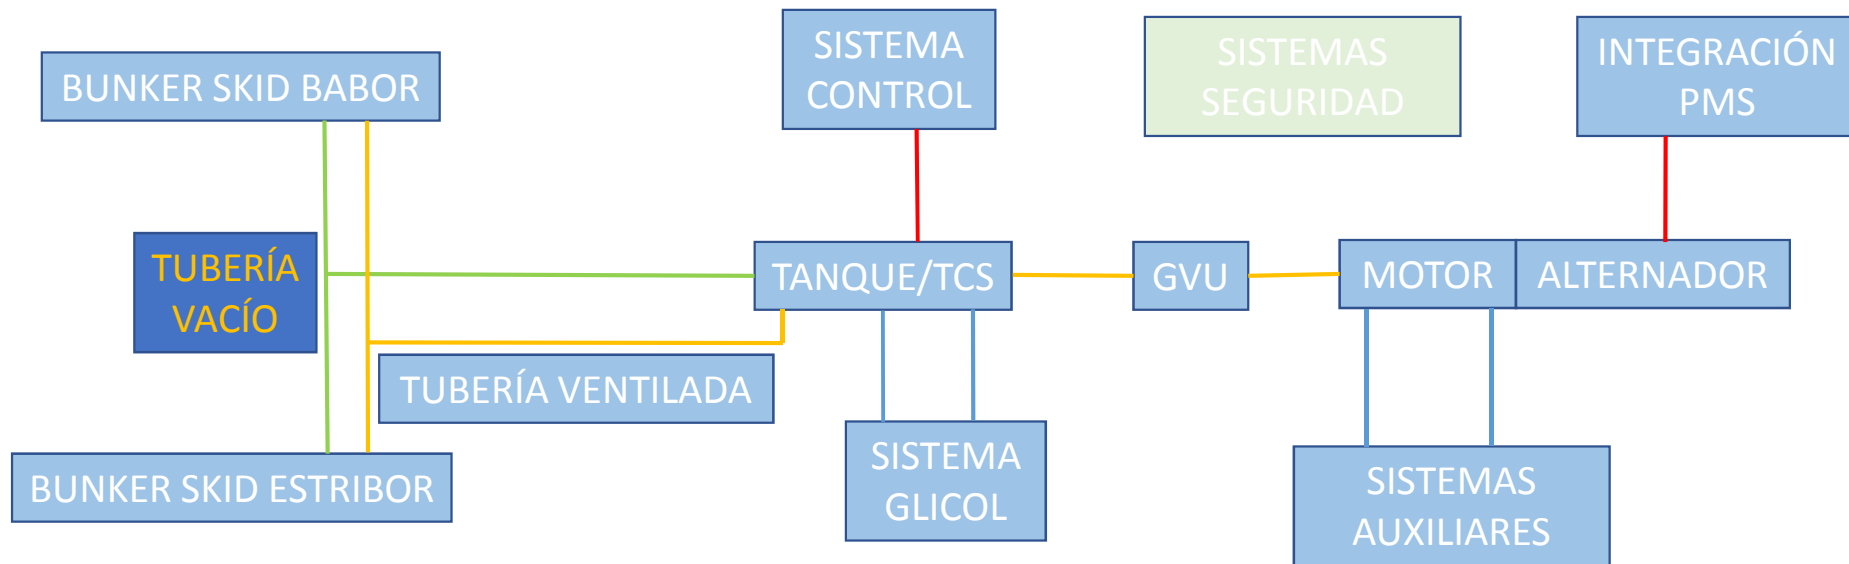 BUNKER SKID BABOR
SISTEMA
CONTROL
SISTEMAS
SEGURIDAD
INTEGRACIÓN
PMS
TUBERÍA
VACÍO
TANQUE/TCS
GVU
MOTOR
ALTERNADOR
TUBERÍA VENTILADA
BUNKER SKID ESTRIBOR
SISTEMA
GLICOL
SISTEMAS
AUXILIARES